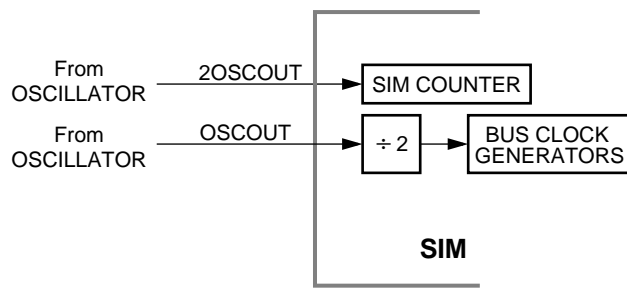 From
OSCILLATOR
2OSCOUT
SIM COUNTER
From
OSCILLATOR
OSCOUT
÷ 2
BUS CLOCK
GENERATORS
SIM